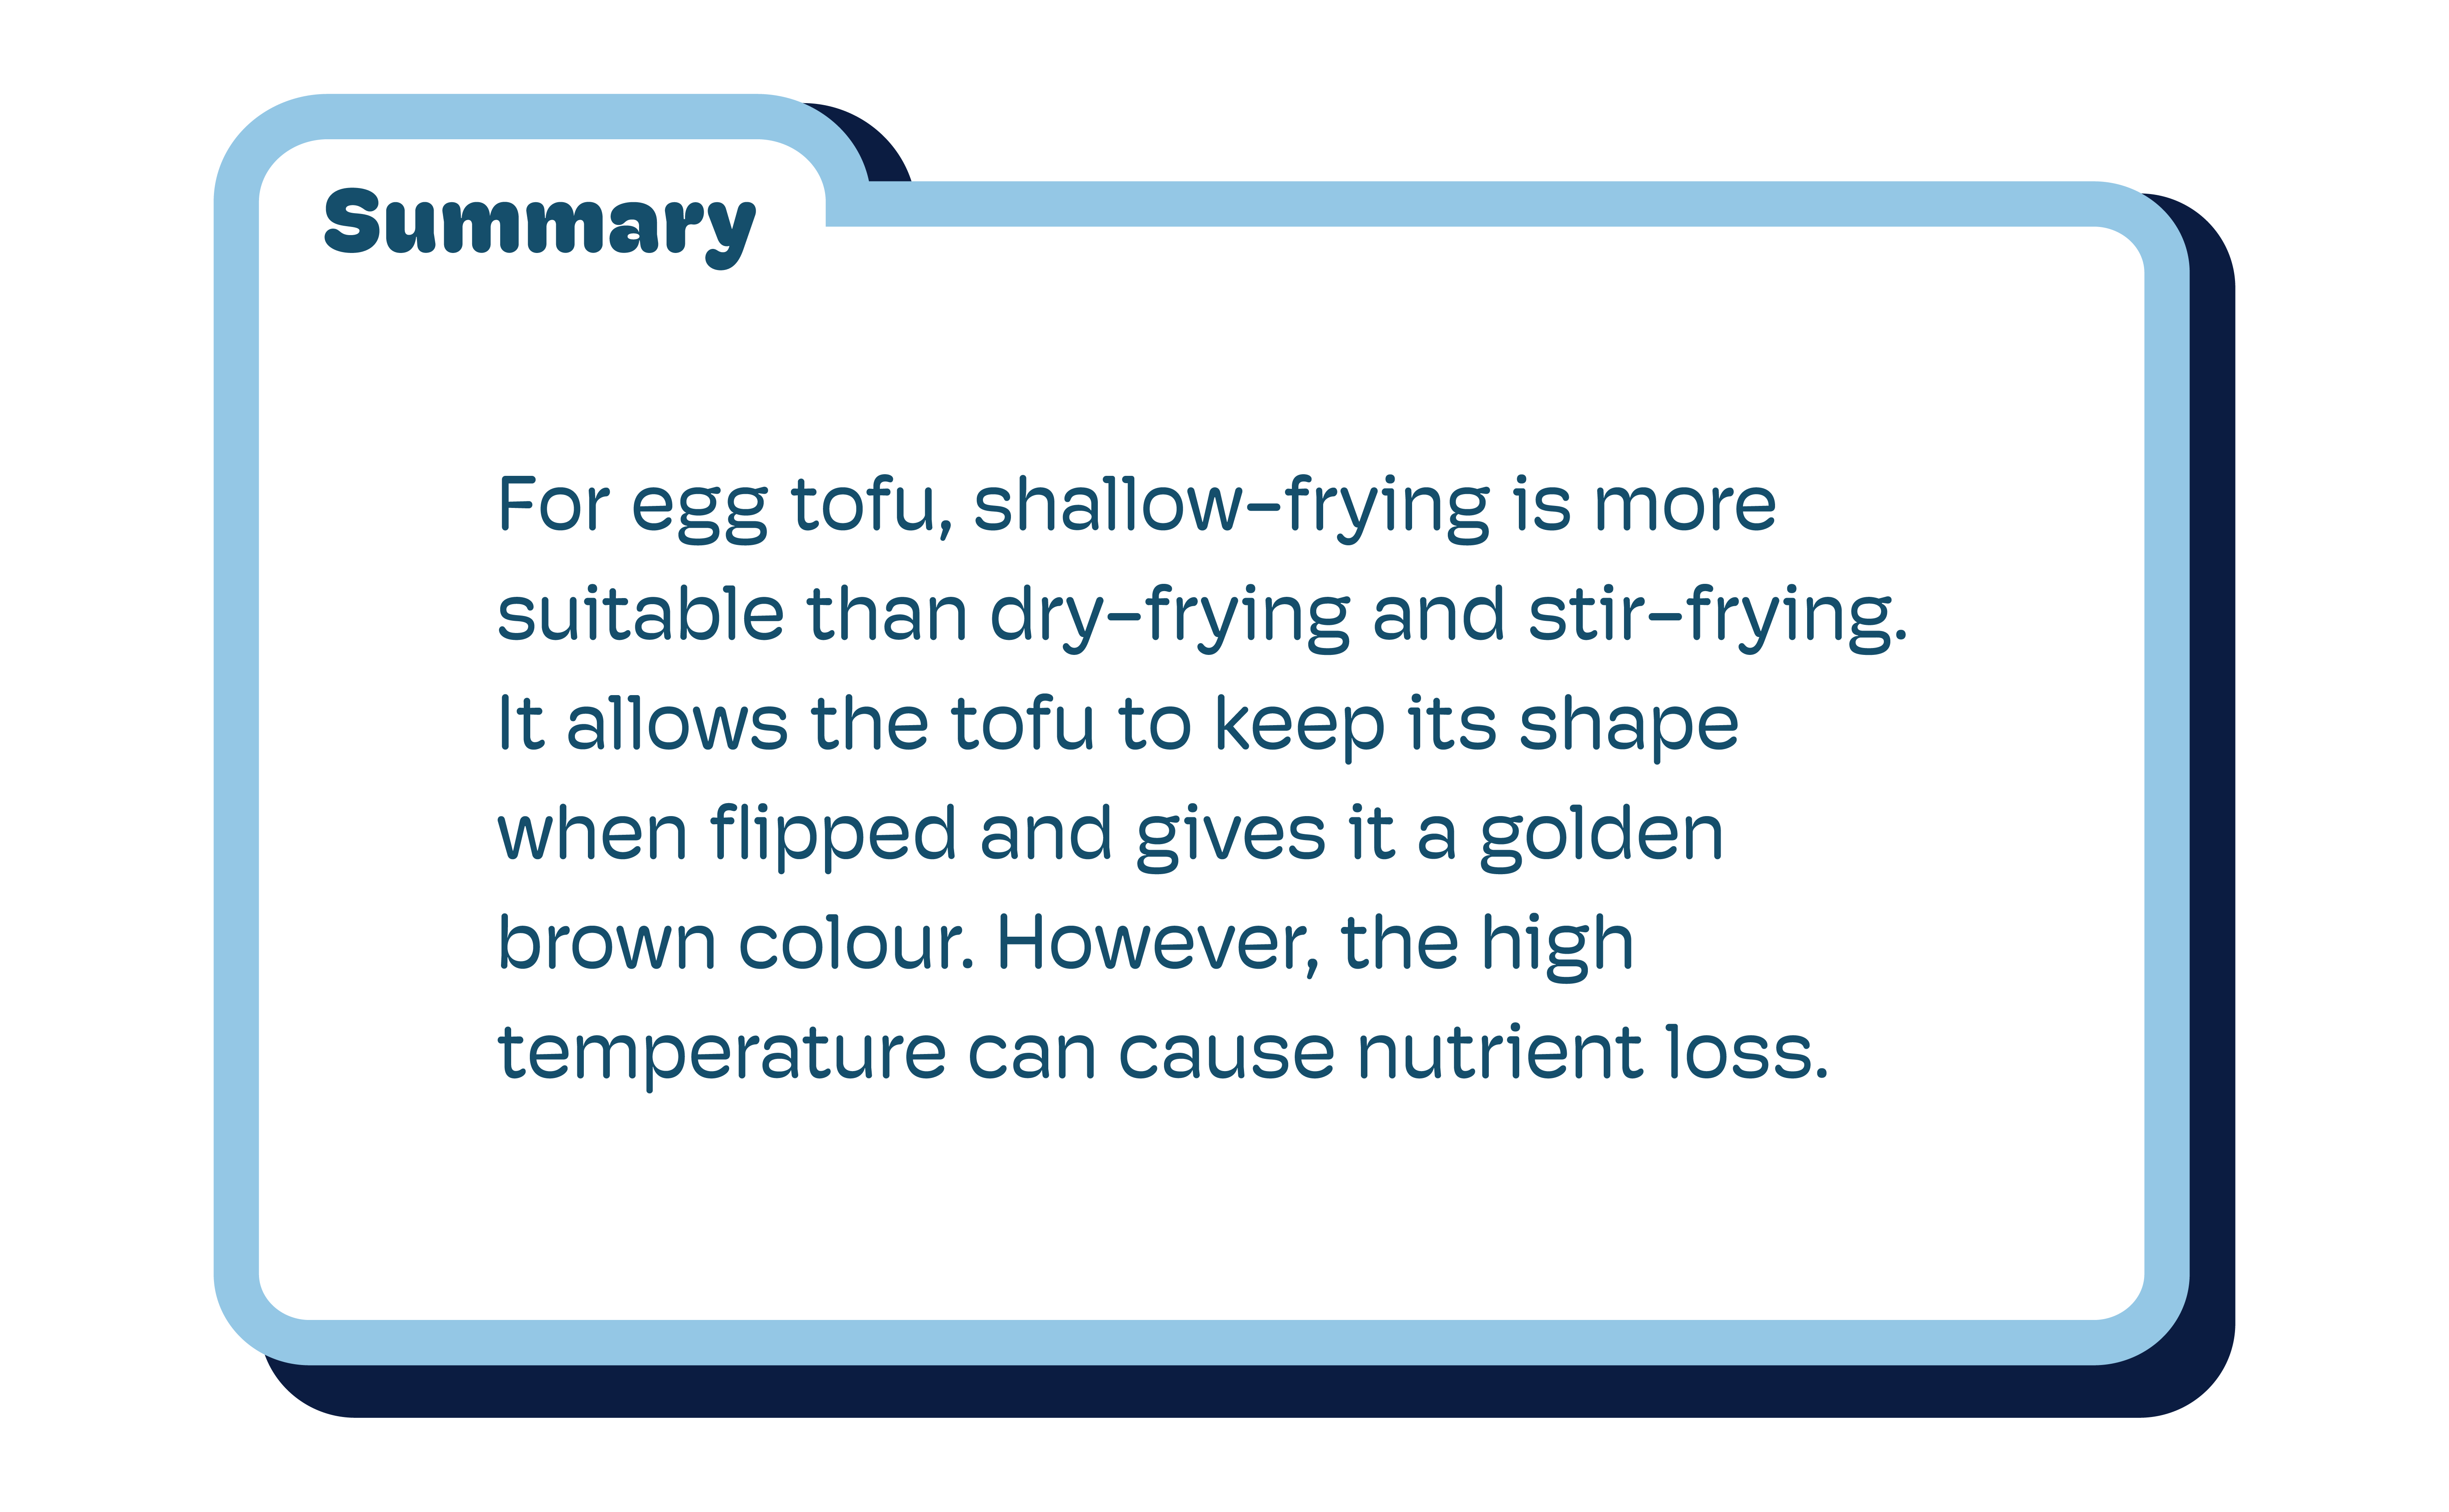 Summary
For egg tofu, shallow-frying is more
suitable than dry-frying and stir-frying.
It allows the tofu to keep its shape
when flipped and gives it a golden
brown colour. However, the high
temperature can cause nutrient loss.